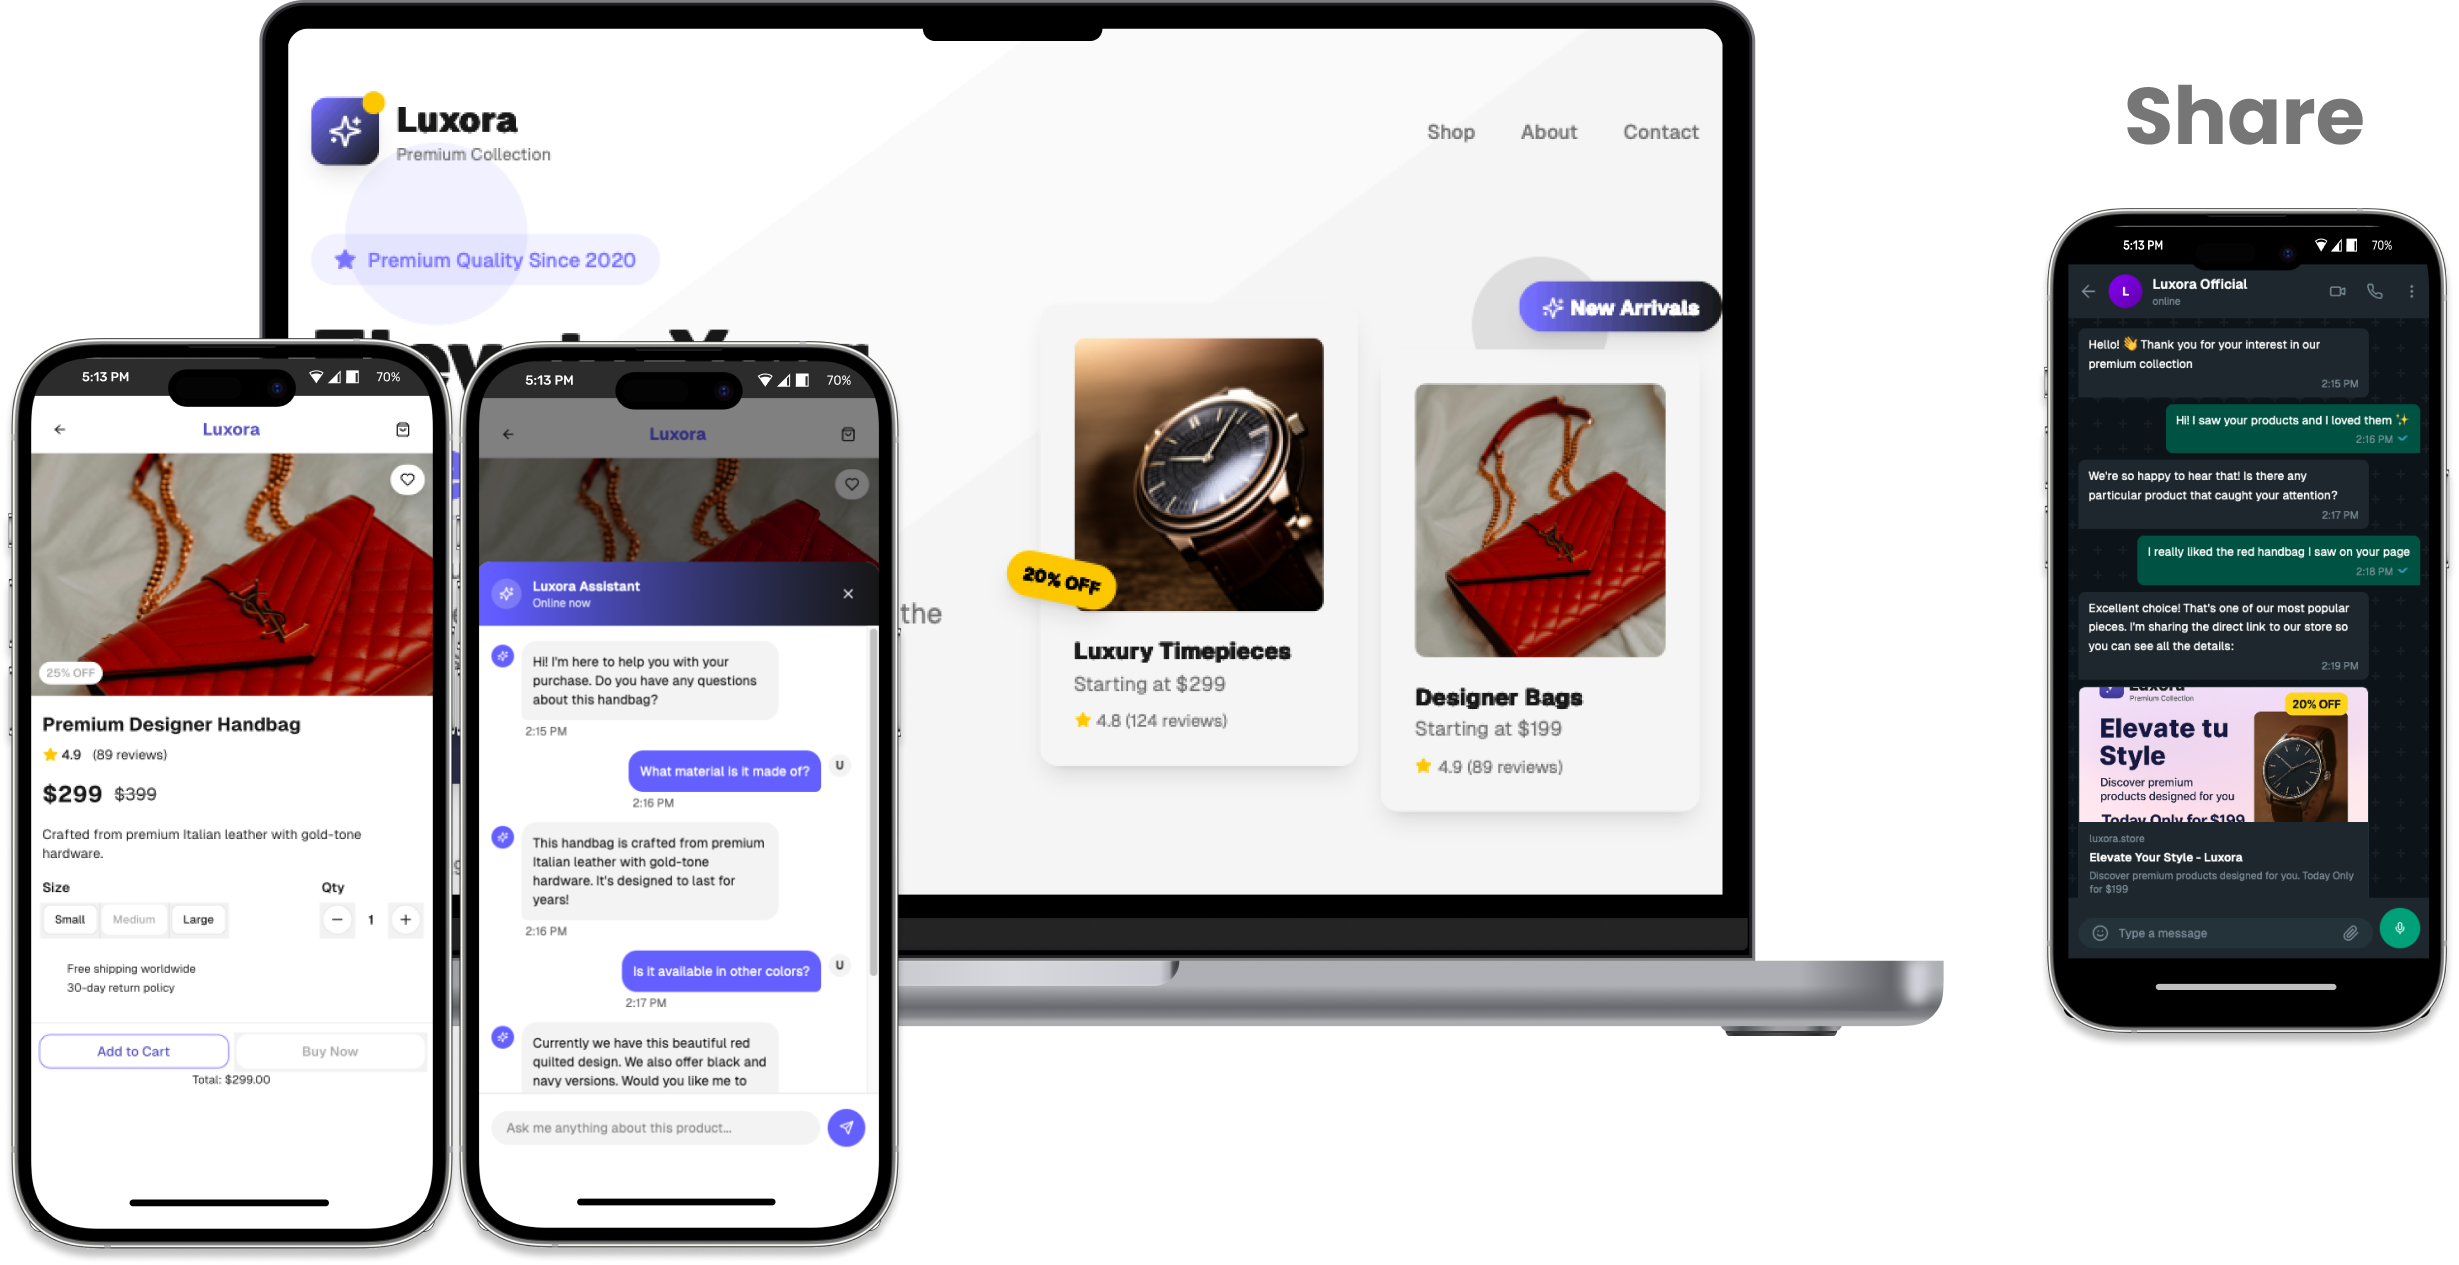 Luxora
Premium Collection
Shop
About
Contact
Premium Quality Since 2020
New Arrivals
the
20% OFF
Luxury Timepieces
Starting at $299
4.8 (124 reviews)
Designer Bags
Starting at $199
4.9 (89 reviews)
5:13 PM
70%
Luxora
25% OFF
Premium Designer Handbag
4.9 (89 reviews)
$299 $399
Crafted from premium Italian leather with gold-tone
hardware.
Size
Qty
Small
Medium
Large
1
Free shipping worldwide
30-day return policy
Add to Cart
Buy Now
Total: $299.00
5:13 PM
70%
Luxora
Luxora Assistant
Online now
Hi! I'm here to help you with your
purchase. Do you have any questions
about this handbag?
2:15 PM
What material is it made of?
U
2:16 PM
This handbag is crafted from premium
Italian leather with gold-tone
hardware. It's designed to last for
years!
2:16 PM
Is it available in other colors?
U
2:17 PM
Currently we have this beautiful red
quilted design. We also offer black and
navy versions. Would you like me to
Ask me anything about this product...
Share
5:13 PM
70%
L
Luxora Official
online
Hello! 👋 Thank you for your interest in our
premium collection
2:15 PM
Hi! I saw your products and I loved them ✨
2:16 PM
We're so happy to hear that! Is there any
particular product that caught your attention?
2:17 PM
I really liked the red handbag I saw on your page
2:18 PM
Excellent choice! That's one of our most popular
pieces. I'm sharing the direct link to our store so
you can see all the details:
2:19 PM
Luxora
Premium Collection
20% OFF
Elevate tu
Style
Discover premium
products designed for you
Today Only for $199
luxora.store
Elevate Your Style - Luxora
Discover premium products designed for you. Today Only
for $199
Type a message